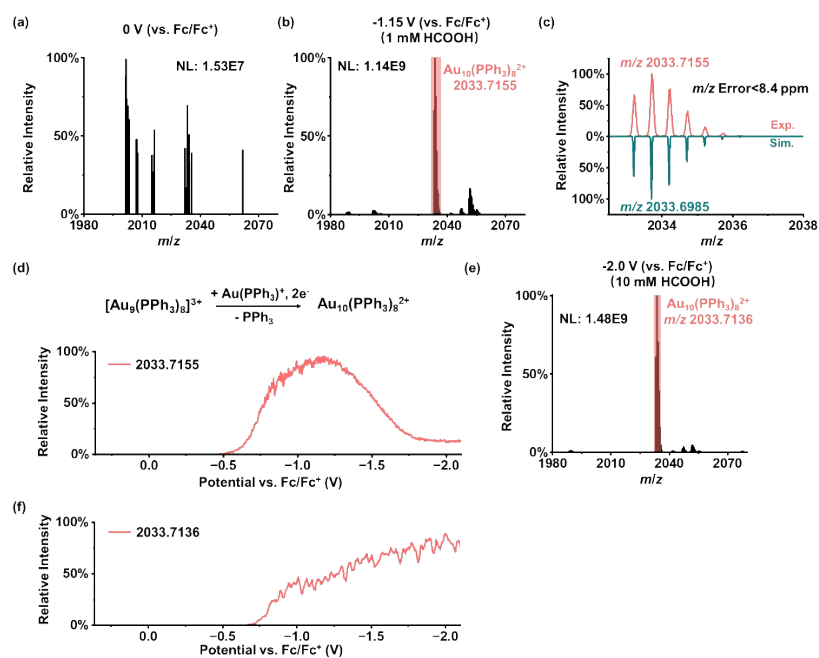 (a)
0 V (vs. Fc/Fc⁺)
NL: 1.53E7
100%
50%
0%
Relative Intensity
1980 2010 2040 2070
m/z
(b)
-1.15 V (vs. Fc/Fc⁺)
(1 mM HCOOH)
NL: 1.14E9
Au₁₀(PPh₃)₈²⁺
2033.7155
100%
50%
0%
Relative Intensity
1980 2010 2040 2070
m/z
(c)
m/z 2033.7155
m/z Error<8.4 ppm
Exp.
Sim.
m/z 2033.6985
100%
50%
0%
50%
100%
Relative Intensity
2034 2036 2038
m/z
(d)
[Au₉(PPh₃)₈]³⁺
+ Au(PPh₃)⁺, 2e⁻
- PPh₃
Au₁₀(PPh₃)₈²⁺
2033.7155
100%
50%
0%
Relative Intensity
0.0 −0.5 −1.0 −1.5 −2.0
Potential vs. Fc/Fc⁺ (V)
(e)
-2.0 V (vs. Fc/Fc⁺)
(10 mM HCOOH)
NL: 1.48E9
Au₁₀(PPh₃)₈²⁺
m/z 2033.7136
100%
50%
0%
Relative Intensity
1980 2010 2040 2070
m/z
(f)
2033.7136
100%
50%
0%
Relative Intensity
0.0 −0.5 −1.0 −1.5 −2.0
Potential vs. Fc/Fc⁺ (V)